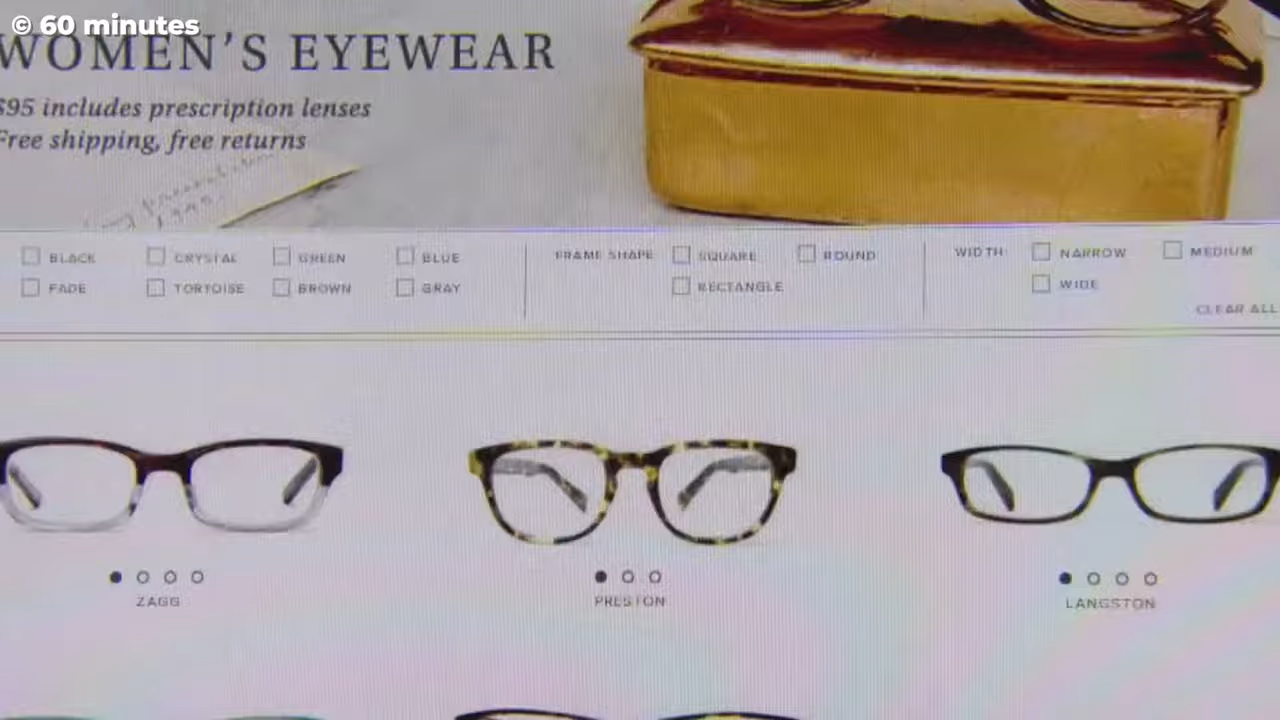 © 60 minutes
WOMEN'S EYEWEAR
$95 includes prescription lenses
Free shipping, free returns
BLACK CRYSTAL GREEN BLUE FRAME SHAPE SQUARE ROUND WIDTH NARROW MEDIUM
FADE TORTOISE BROWN GRAY RECTANGLE WIDE
CLEAR ALL
ZAGG PRESTON LANGSTON